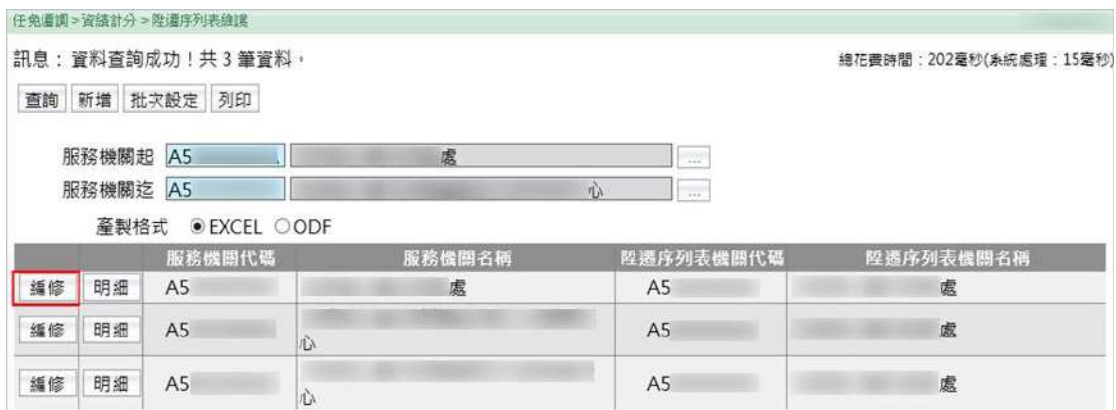 任免遷調>資績計分>陞遷序列表維護
訊息：資料查詢成功！共 3 筆資料。 總花費時間：202毫秒(系統處理：15毫秒)
查詢 新增 批次設定 列印
服務機關起 A5 處 ...
服務機關迄 A5 心 ...
產製格式 EXCEL ODF
服務機關代碼 服務機關名稱 陞遷序列表機關代碼 陞遷序列表機關名稱
編修 明細 A5 處 A5 處
編修 明細 A5 心 A5 處
編修 明細 A5 心 A5 處